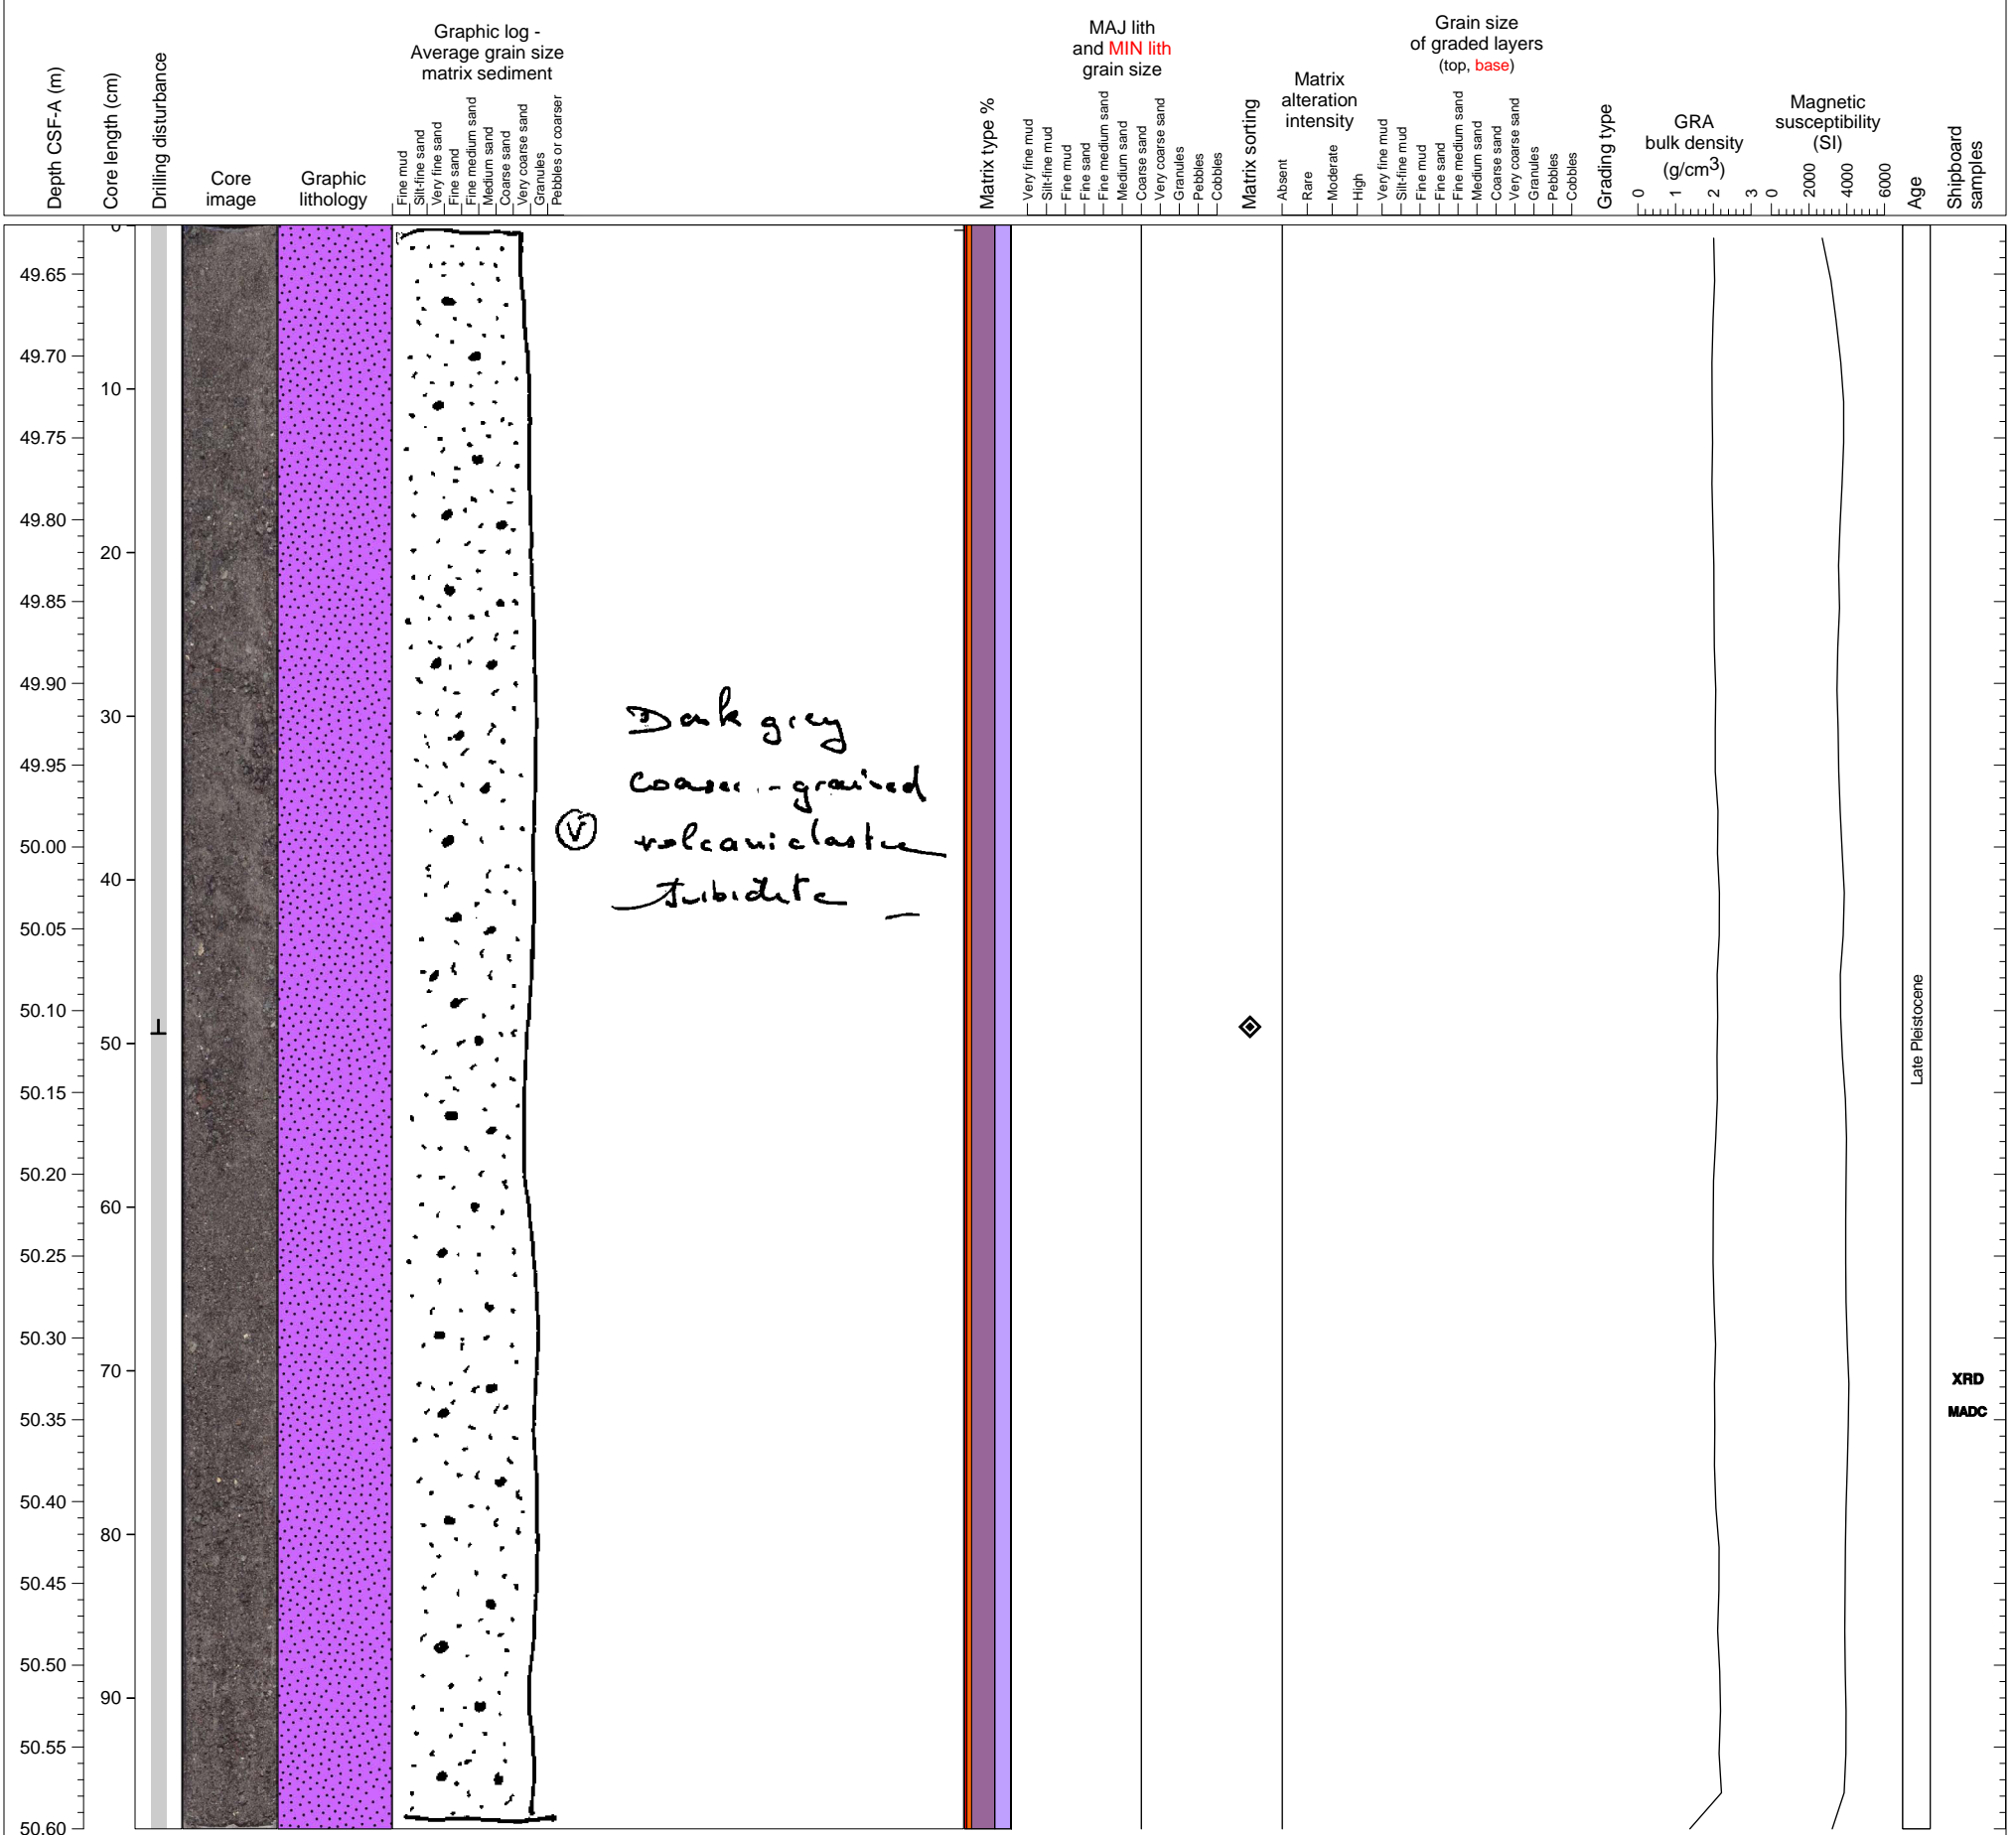 Graphic log -
Average grain size
matrix sediment
MAJ lith
and MIN lith
grain size
Grain size
of graded layers
(top, base)
Matrix
alteration
intensity
GRA
bulk density
(g/cm3)
Magnetic
susceptibility
(SI)
Depth CSF-A (m)
Core length (cm)
Drilling disturbance
Core
image
Graphic
lithology
Fine mud
Silt-fine sand
Very fine sand
Fine sand
Fine medium sand
Medium sand
Coarse sand
Very coarse sand
Granules
Pebbles or coarser
Matrix type %
Very fine mud
Silt-fine mud
Fine mud
Fine sand
Fine medium sand
Medium sand
Coarse sand
Very coarse sand
Granules
Pebbles
Cobbles
Matrix sorting
Absent
Rare
Moderate
High
Very fine mud
Silt-fine mud
Fine mud
Fine sand
Fine medium sand
Medium sand
Coarse sand
Very coarse sand
Granules
Pebbles
Cobbles
Grading type
0 1 2 3
0 2000 4000 6000
Age
Shipboard
samples
0
49.65
49.70
10
49.75
49.80
20
49.85
49.90
30
49.95
50.00
40
50.05
50.10
50
50.15
50.20
60
50.25
50.30
70
50.35
50.40
80
50.45
50.50
90
50.55
50.60
Dark grey
coarse-grained
V volcaniclastic
turbidite
Late Pleistocene
XRD
MADC